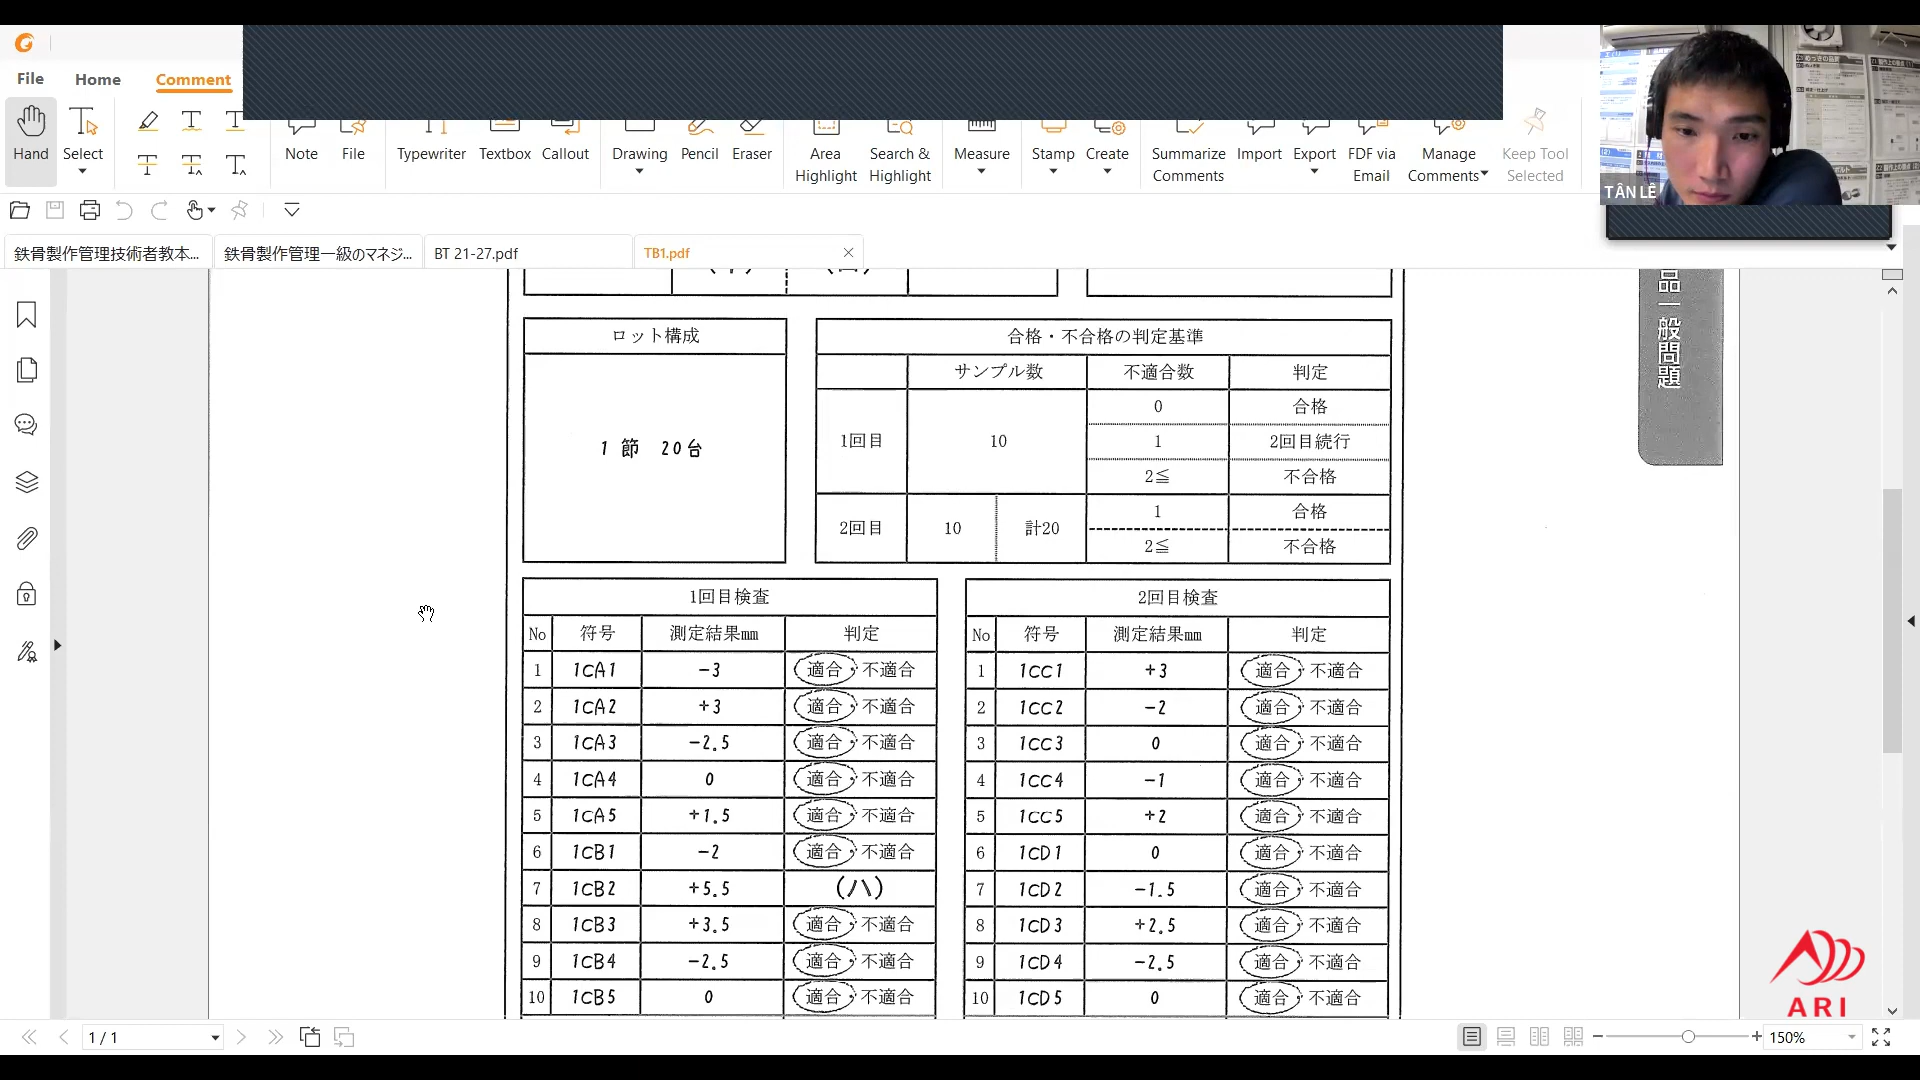 File Home Comment
Hand Select Note File Typewriter Textbox Callout Drawing Pencil Eraser Area Highlight Search & Highlight Measure Stamp Create Summarize Comments Import Export FDF via Email Manage Comments Keep Tool Selected
TÂN LÊ
鉄骨製作管理技術者教本... 鉄骨製作管理一級のマネジ... BT 21-27.pdf TB1.pdf
品一般問題
ロット構成
1 節 20台
合格・不合格の判定基準
サンプル数 不適合数 判定
1回目 10 0 合格
1 2回目続行
2≦ 不合格
2回目 10 計20 1 合格
2≦ 不合格
1回目検査
No 符号 測定結果mm 判定
1 1CA1 -3 適合・不適合
2 1CA2 +3 適合・不適合
3 1CA3 -2.5 適合・不適合
4 1CA4 0 適合・不適合
5 1CA5 +1.5 適合・不適合
6 1CB1 -2 適合・不適合
7 1CB2 +5.5 (ハ)
8 1CB3 +3.5 適合・不適合
9 1CB4 -2.5 適合・不適合
10 1CB5 0 適合・不適合
2回目検査
No 符号 測定結果mm 判定
1 1CC1 +3 適合・不適合
2 1CC2 -2 適合・不適合
3 1CC3 0 適合・不適合
4 1CC4 -1 適合・不適合
5 1CC5 +2 適合・不適合
6 1CD1 0 適合・不適合
7 1CD2 -1.5 適合・不適合
8 1CD3 +2.5 適合・不適合
9 1CD4 -2.5 適合・不適合
10 1CD5 0 適合・不適合
ARI
1 / 1
150%